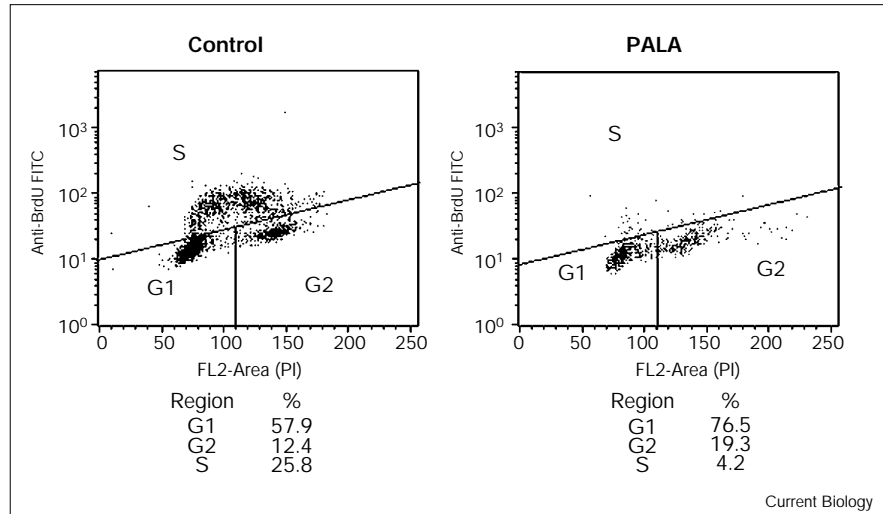 Control
Anti-BrdU FITC
10³
10²
10¹
10⁰
S
G1
G2
0 50 100 150 200 250
FL2-Area (PI)
Region %
G1 57.9
G2 12.4
S 25.8
PALA
Anti-BrdU FITC
10³
10²
10¹
10⁰
S
G1
G2
0 50 100 150 200 250
FL2-Area (PI)
Region %
G1 76.5
G2 19.3
S 4.2
Current Biology